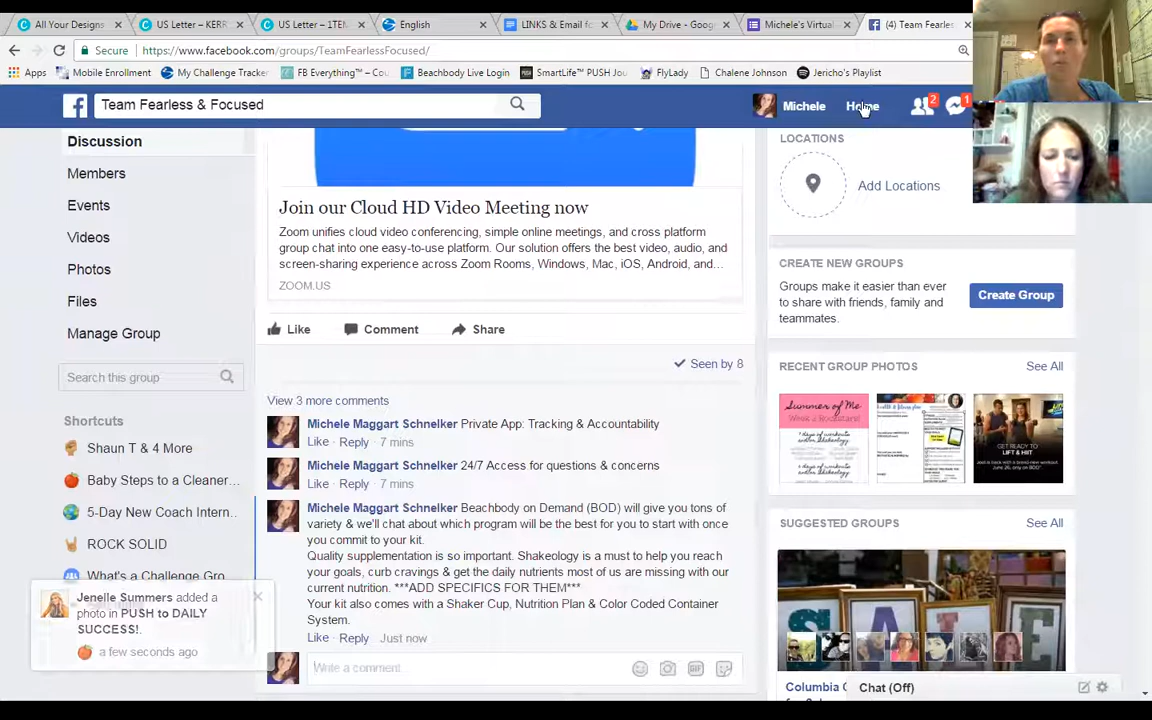 All Your Designs
US Letter – KERR
US Letter – 1TEM
English
LINKS & Email fo
My Drive - Goog
Michele's Virtual
(4) Team Fearles
Secure
https://www.facebook.com/groups/TeamFearlessFocused/
Apps
Mobile Enrollment
My Challenge Tracker
FB Everything™ – Cou
Beachbody Live Login
SmartLife™ PUSH Jou
FlyLady
Chalene Johnson
Jericho's Playlist
Team Fearless & Focused
Michele
Home
2
1
Discussion
Members
Events
Videos
Photos
Files
Manage Group
Search this group
Shortcuts
Shaun T & 4 More
Baby Steps to a Cleaner...
5-Day New Coach Intern..
ROCK SOLID
What's a Challenge Gro
Jenelle Summers added a
photo in PUSH to DAILY
SUCCESS!.
a few seconds ago
Join our Cloud HD Video Meeting now
Zoom unifies cloud video conferencing, simple online meetings, and cross platform
group chat into one easy-to-use platform. Our solution offers the best video, audio, and
screen-sharing experience across Zoom Rooms, Windows, Mac, iOS, Android, and...
ZOOM.US
Like
Comment
Share
Seen by 8
View 3 more comments
Michele Maggart Schnelker Private App: Tracking & Accountability
Like · Reply · 7 mins
Michele Maggart Schnelker 24/7 Access for questions & concerns
Like · Reply · 7 mins
Michele Maggart Schnelker Beachbody on Demand (BOD) will give you tons of
variety & we'll chat about which program will be the best for you to start with once
you commit to your kit.
Quality supplementation is so important. Shakeology is a must to help you reach
your goals, curb cravings & get the daily nutrients most of us are missing with our
current nutrition. ***ADD SPECIFICS FOR THEM***
Your kit also comes with a Shaker Cup, Nutrition Plan & Color Coded Container
System.
Like · Reply · Just now
Write a comment...
GIF
LOCATIONS
Add Locations
CREATE NEW GROUPS
Groups make it easier than ever
to share with friends, family and
teammates.
Create Group
RECENT GROUP PHOTOS
See All
Summer of Me
GET READY TO
LIFT & HIIT
SUGGESTED GROUPS
See All
Columbia
Chat (Off)